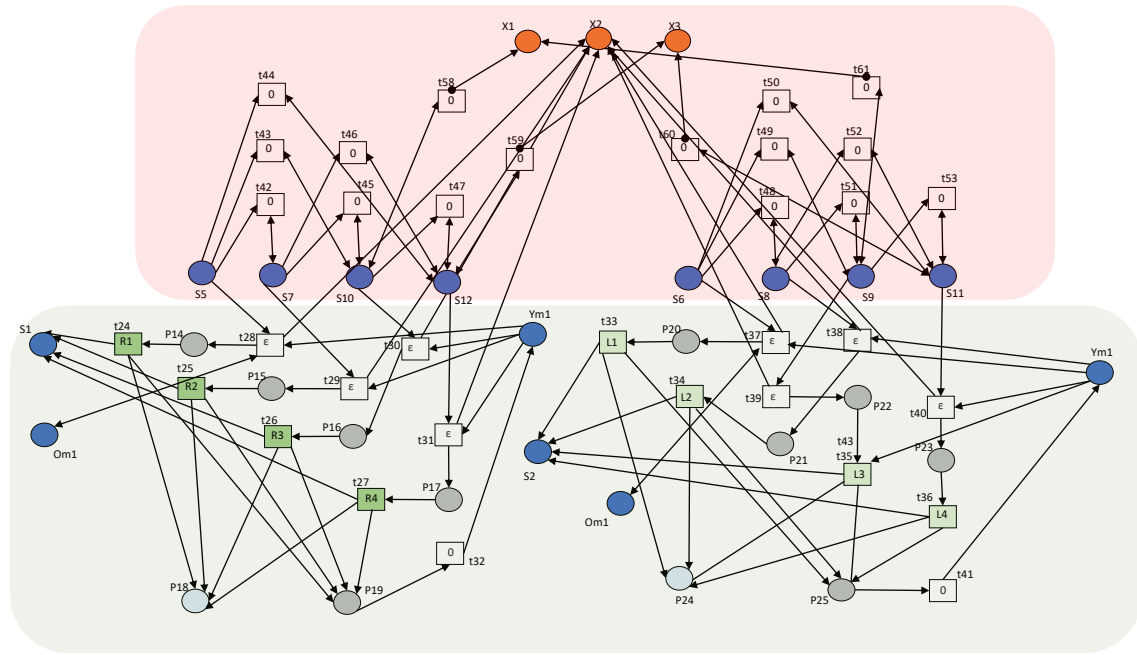 X1 X2 X3
t58 t61
0 0
t44 t50
0 0
t43 t46 t59 t60 t49 t52
0 0 0 0 0 0
t42 t45 t47 t48 t51 t53
0 0 0 0 0 0
S5 S7 S10 S12 S6 S8 S9 S11
S1 t24 P14 t28 t30 Ym1 t33 P20 t37 t38 Ym1
R1 ε ε L1 ε ε
t25 P15 t29 t34 t39 P22 t40
R2 ε L2 ε ε
t26 P16 t31 P21 t43 P23
R3 ε t35
Om1 S2 L3
t27 P17 t36
R4 Om1 L4
0 t32 t41
P18 P19 P24 P25 0